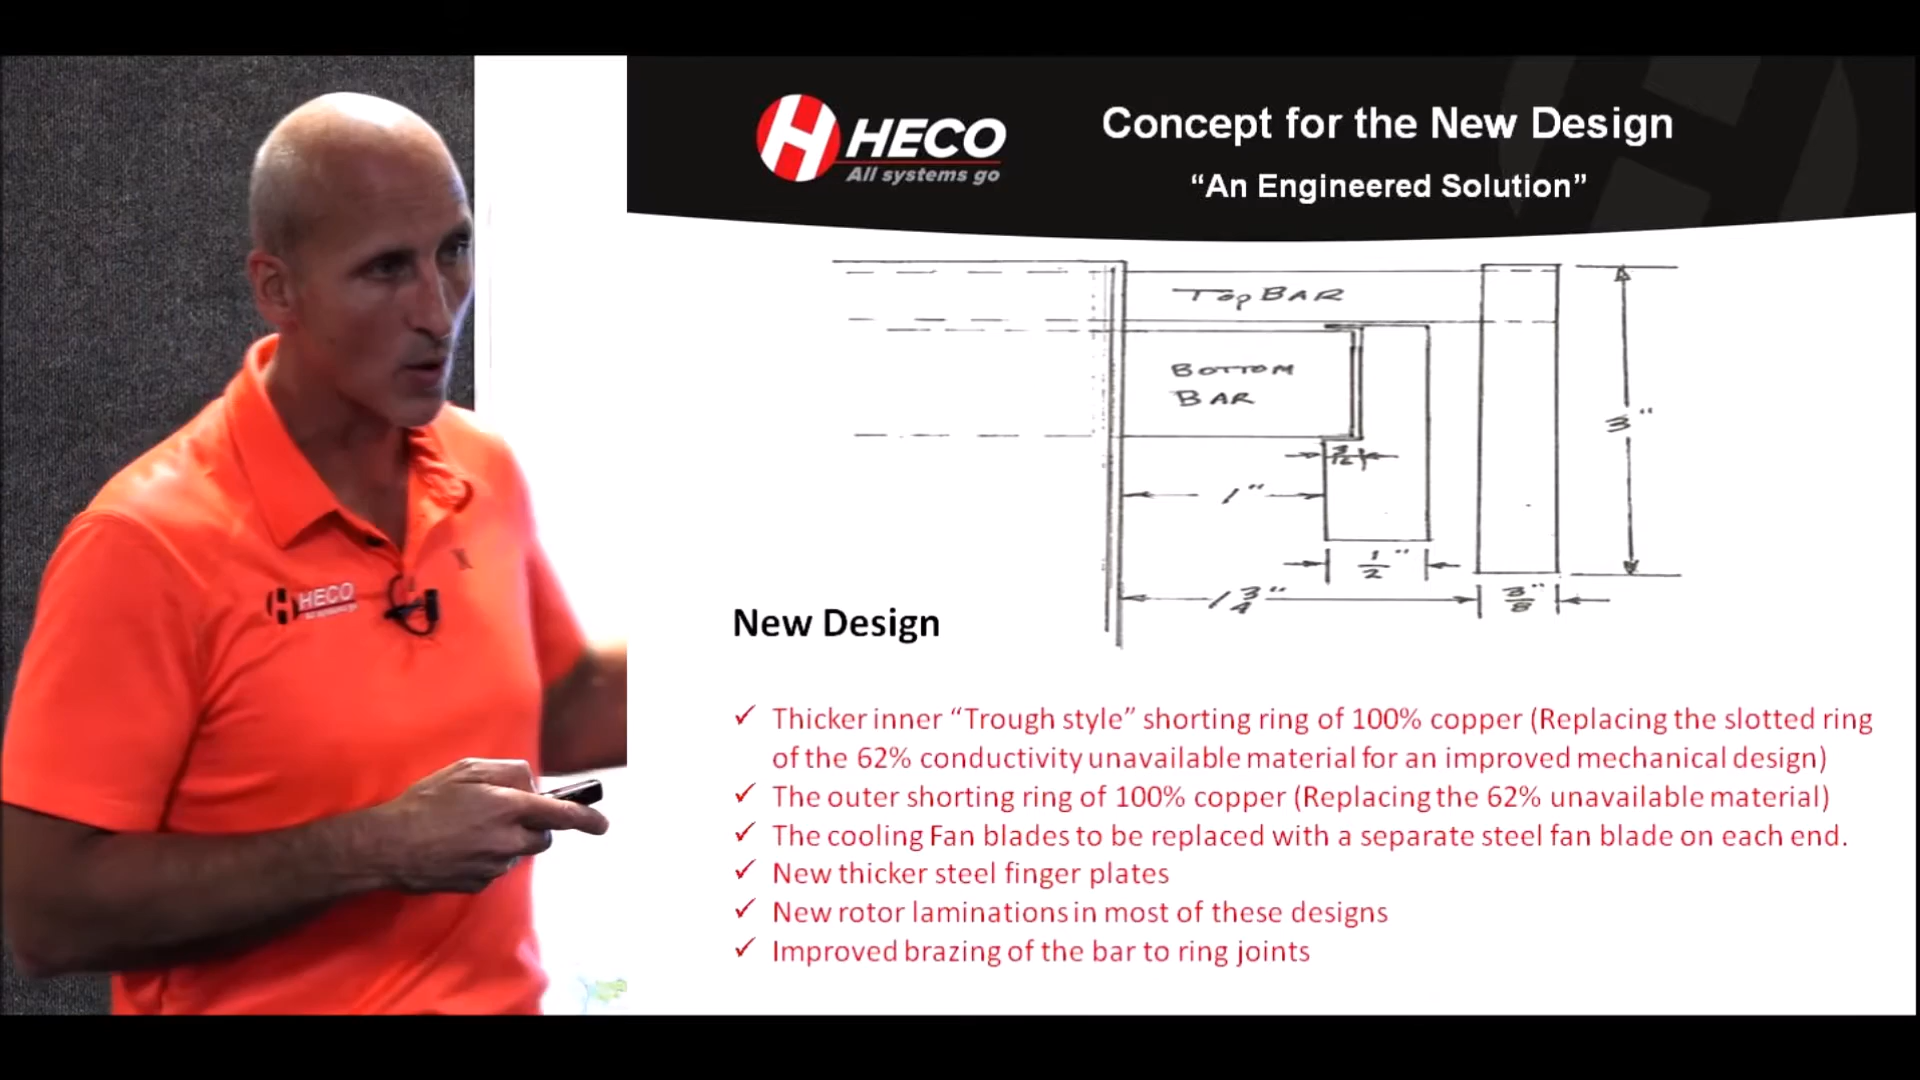 HECO
All systems go
Concept for the New Design
“An Engineered Solution”
Top BAR
BOTTOM
BAR
3"
1"
1/2"
1 3/4"
3/8"
HECO
All systems go
New Design
✓ Thicker inner “Trough style” shorting ring of 100% copper (Replacing the slotted ring
of the 62% conductivity unavailable material for an improved mechanical design)
✓ The outer shorting ring of 100% copper (Replacing the 62% unavailable material)
✓ The cooling Fan blades to be replaced with a separate steel fan blade on each end.
✓ New thicker steel finger plates
✓ New rotor laminations in most of these designs
✓ Improved brazing of the bar to ring joints